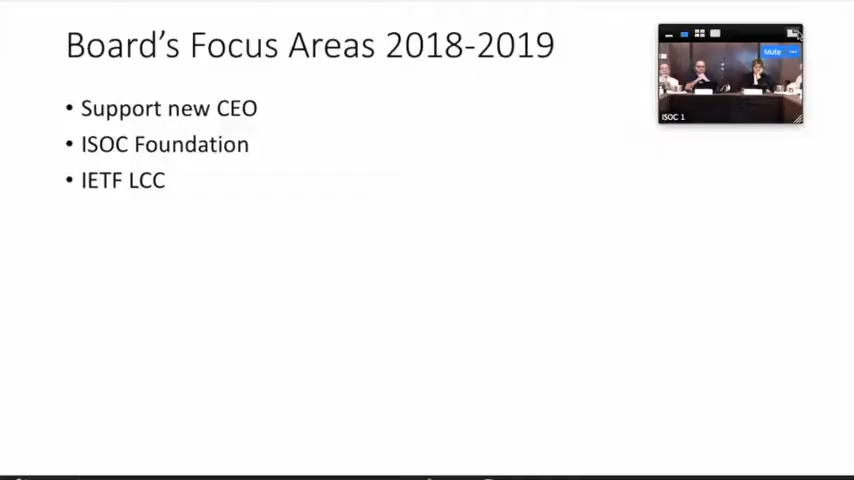 Board's Focus Areas 2018-2019
• Support new CEO
• ISOC Foundation
• IETF LCC
Mute
ISOC 1